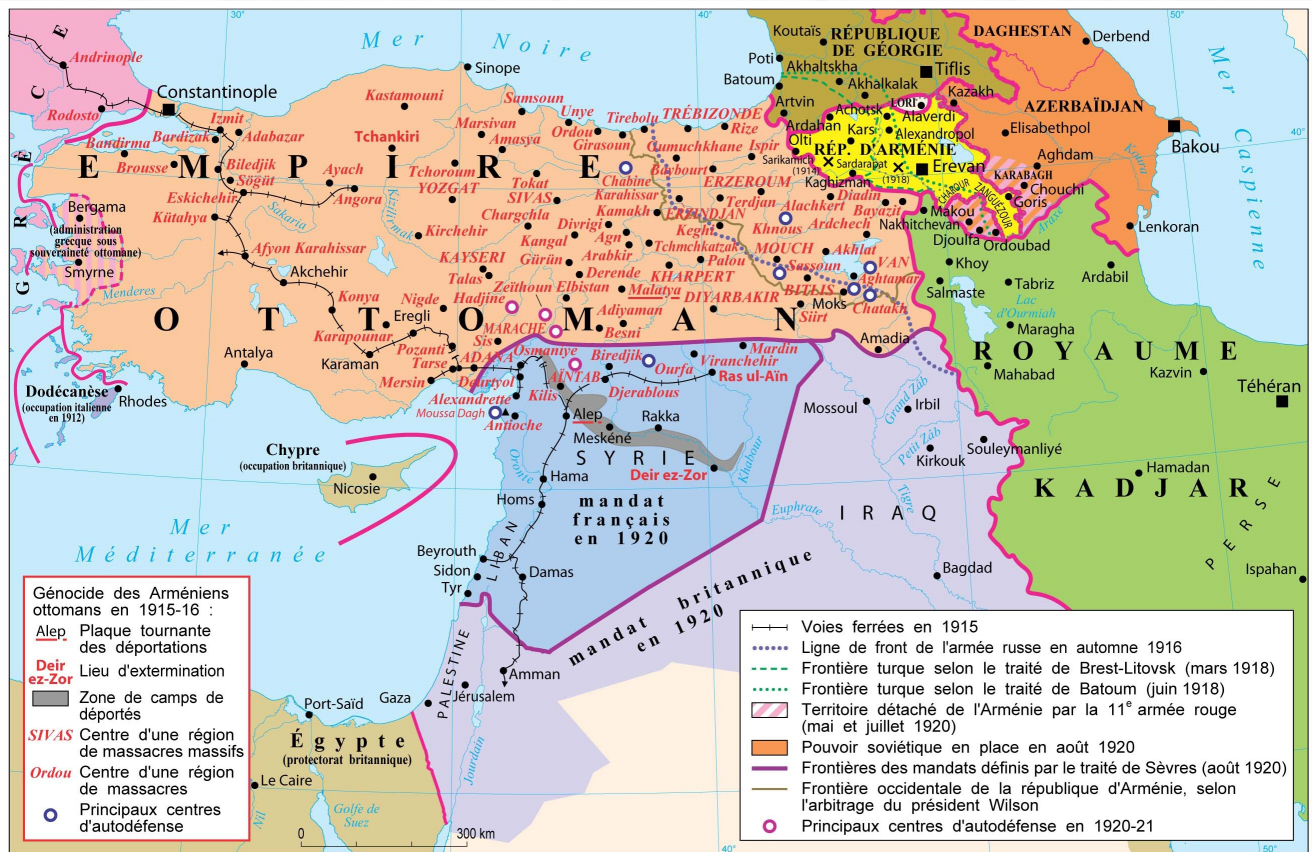 30°
40°
50°
Mer Noire
Mer Caspienne
Mer
Méditerranée
GRÈCE
EMPIRE
OTTOMAN
Andrinople
Rodosto
Constantinople
Izmit
Bardizak
Adabazar
Bandirma
Brousse
Biledjik
Sögüt
Eskichehir
Kütahya
Ayach
Angora
Sakaria
Bergama
(administration
grécque sous
souveraineté ottomane)
Smyrne
Menderes
Afyon Karahissar
Akchehir
Konya
Karapounar
Karaman
Antalya
Eregli
Nigde
Pozanti
Tarse
Mersin
ADANA
Sis
Hadjine
Zeïthoun
MARACHE
Osmaniye
Deurtyol
Alexandrette
Moussa Dagh
Antioche
Kilis
AÏNTAB
Biredjik
Djerablous
Ourfa
Viranchehir
Ras ul-Aïn
Mardin
Kastamouni
Tchankiri
Sinope
Samsoun
Marsivan
Amasya
Tchoroum
YOZGAT
Kizilirmak
Kirchehir
KAYSERI
Talas
Unye
Ordou
Girasoun
Tirebolu
TRÉBIZONDE
Rize
Gumuchkhane
Baybourt
Ispir
Chabine
Karahissar
Tokat
SIVAS
Chargchla
Kangal
Gürün
Divrigi
Agn
Arabkir
Derende
Elbistan
Malatya
Adiyaman
Besni
Kamakh
ERZINDJAN
Keghi
Tchmchkazak
Palou
KHARPERT
DIYARBAKIR
ERZEROUM
Terdjan
Khnous
Alachkert
Diadin
Bayazit
Ardchech
Akhlat
MOUCH
Sassoun
BITLIS
Siirt
Moks
VAN
Aghtamar
Chatakh
Amadia
Koutaïs
RÉPUBLIQUE
DE GÉORGIE
Poti
Batoum
Akhaltskha
Akhalkalak
Tiflis
Artvin
Ardahan
Achotsk
LORI
Alaverdi
Kazakh
Olti
Kars
Alexandropol
RÉP. D'ARMÉNIE
Sarikamich
(1914)
Sardarapat
(1918)
Erevan
Kaghizman
CHAROUR
ZANGUÉZOUR
KARABAGH
Aghdam
Chouchi
Goris
Makou
Nakhitchevan
Djoulfa
Ordoubad
Araxe
Koura
DAGHESTAN
Derbend
AZERBAÏDJAN
Elisabethpol
Bakou
Lenkoran
40°
Khoy
Salmaste
Tabriz
Lac
d'Ourmiah
Maragha
Mahabad
Ardabil
ROYAUME
KADJAR
PERSE
Kazvin
Téhéran
Hamadan
Ispahan
Souleymanliyé
Mossoul
Irbil
Grand Zâb
Petit Zâb
Kirkouk
Tigre
IRAQ
Euphrate
Bagdad
Dodécanèse
(occupation italienne
en 1912)
Rhodes
Chypre
(occupation britannique)
Nicosie
Alep
Meskéné
Rakka
SYRIE
Deir ez-Zor
Khabour
Oronte
Hama
Homs
mandat
français
en 1920
LIBAN
Beyrouth
Sidon
Tyr
Damas
mandat britannique
en 1920
PALESTINE
Amman
Jérusalem
Jourdain
Gaza
Port-Saïd
Égypte
(protectorat britannique)
Le Caire
Nil
Golfe de
Suez
0 300 km
40°
50°
Génocide des Arméniens
ottomans en 1915-16 :
Alep Plaque tournante
des déportations
Deir
ez-Zor Lieu d'extermination
Zone de camps de
déportés
SIVAS Centre d'une région
de massacres massifs
Ordou Centre d'une région
de massacres
Principaux centres
d'autodéfense
Voies ferrées en 1915
Ligne de front de l'armée russe en automne 1916
Frontière turque selon le traité de Brest-Litovsk (mars 1918)
Frontière turque selon le traité de Batoum (juin 1918)
Territoire détaché de l'Arménie par la 11e armée rouge
(mai et juillet 1920)
Pouvoir soviétique en place en août 1920
Frontières des mandats définis par le traité de Sèvres (août 1920)
Frontière occidentale de la république d'Arménie, selon
l'arbitrage du président Wilson
Principaux centres d'autodéfense en 1920-21